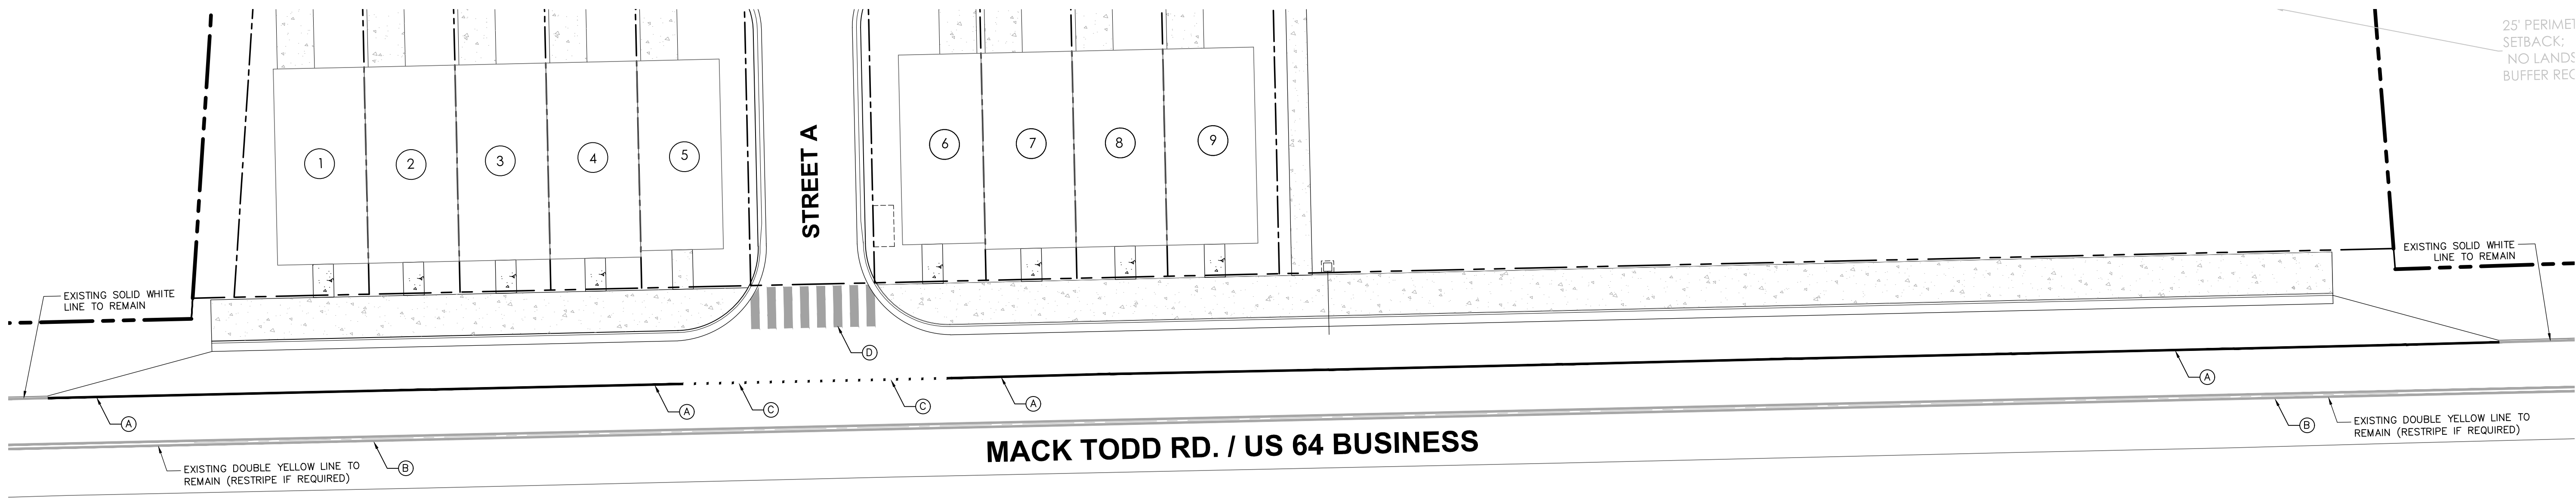 25' PERIMET
SETBACK:
NO LANDS
BUFFER REC
1
2
3
4
5
STREET A
6
7
8
9
EXISTING SOLID WHITE
LINE TO REMAIN
EXISTING SOLID WHITE
LINE TO REMAIN
D
A
A
C
C
A
A
B
B
EXISTING DOUBLE YELLOW LINE TO
REMAIN (RESTRIPE IF REQUIRED)
MACK TODD RD. / US 64 BUSINESS
EXISTING DOUBLE YELLOW LINE TO
REMAIN (RESTRIPE IF REQUIRED)